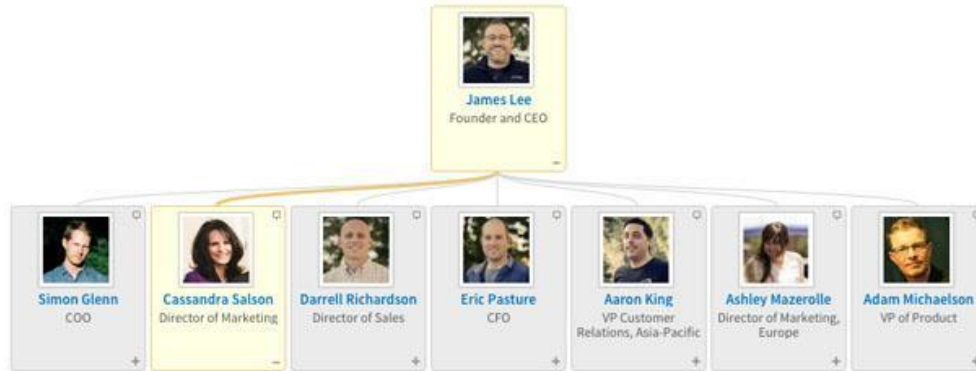 James Lee
Founder and CEO
Simon Glenn
COO
Cassandra Salson
Director of Marketing
Darrell Richardson
Director of Sales
Eric Pasture
CFO
Aaron King
VP Customer
Relations, Asia-Pacific
Ashley Mazerolle
Director of Marketing,
Europe
Adam Michaelson
VP of Product